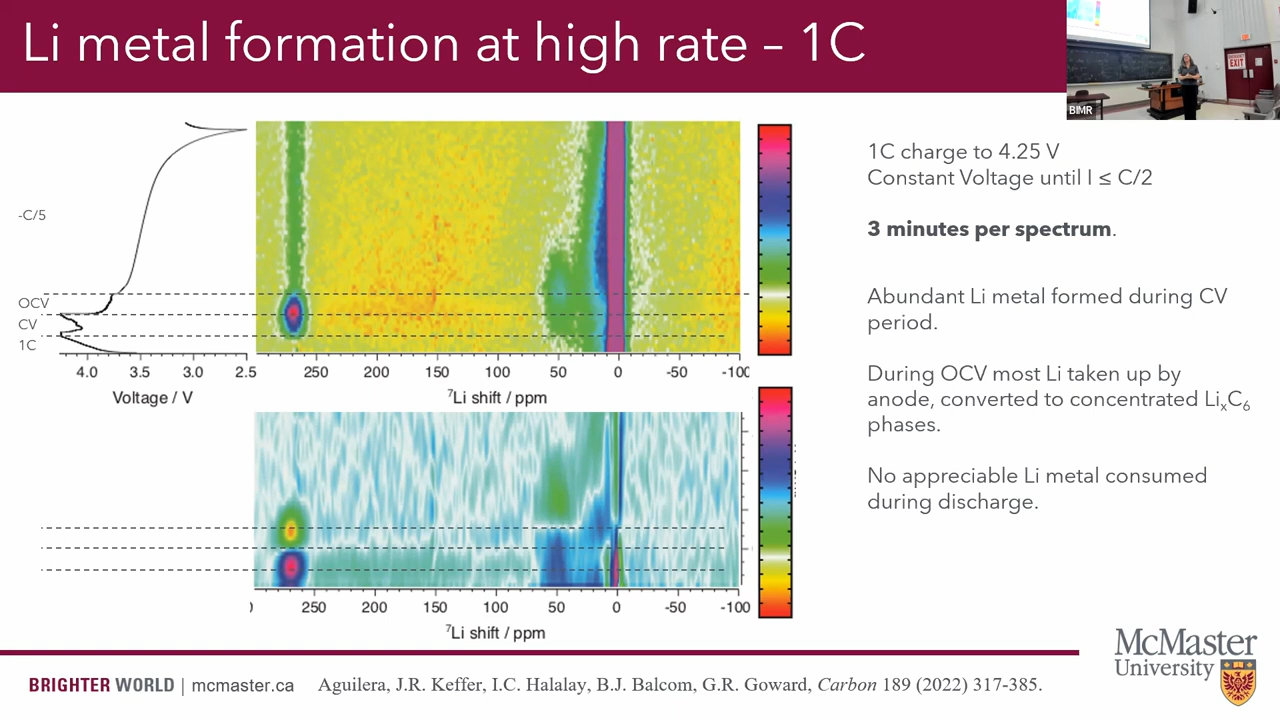 Li metal formation at high rate – 1C
EXIT
BIMR
1C charge to 4.25 V
Constant Voltage until I ≤ C/2
3 minutes per spectrum.
Abundant Li metal formed during CV
period.
During OCV most Li taken up by
anode, converted to concentrated LiₓC₆
phases.
No appreciable Li metal consumed
during discharge.
-C/5
OCV
CV
1C
4.0 3.5 3.0 2.5
Voltage / V
250 200 150 100 50 0 -50 -100
⁷Li shift / ppm
250 200 150 100 50 0 -50 -100
⁷Li shift / ppm
McMaster
University
BRIGHTER WORLD | mcmaster.ca
Aguilera, J.R. Keffer, I.C. Halalay, B.J. Balcom, G.R. Goward, Carbon 189 (2022) 317-385.